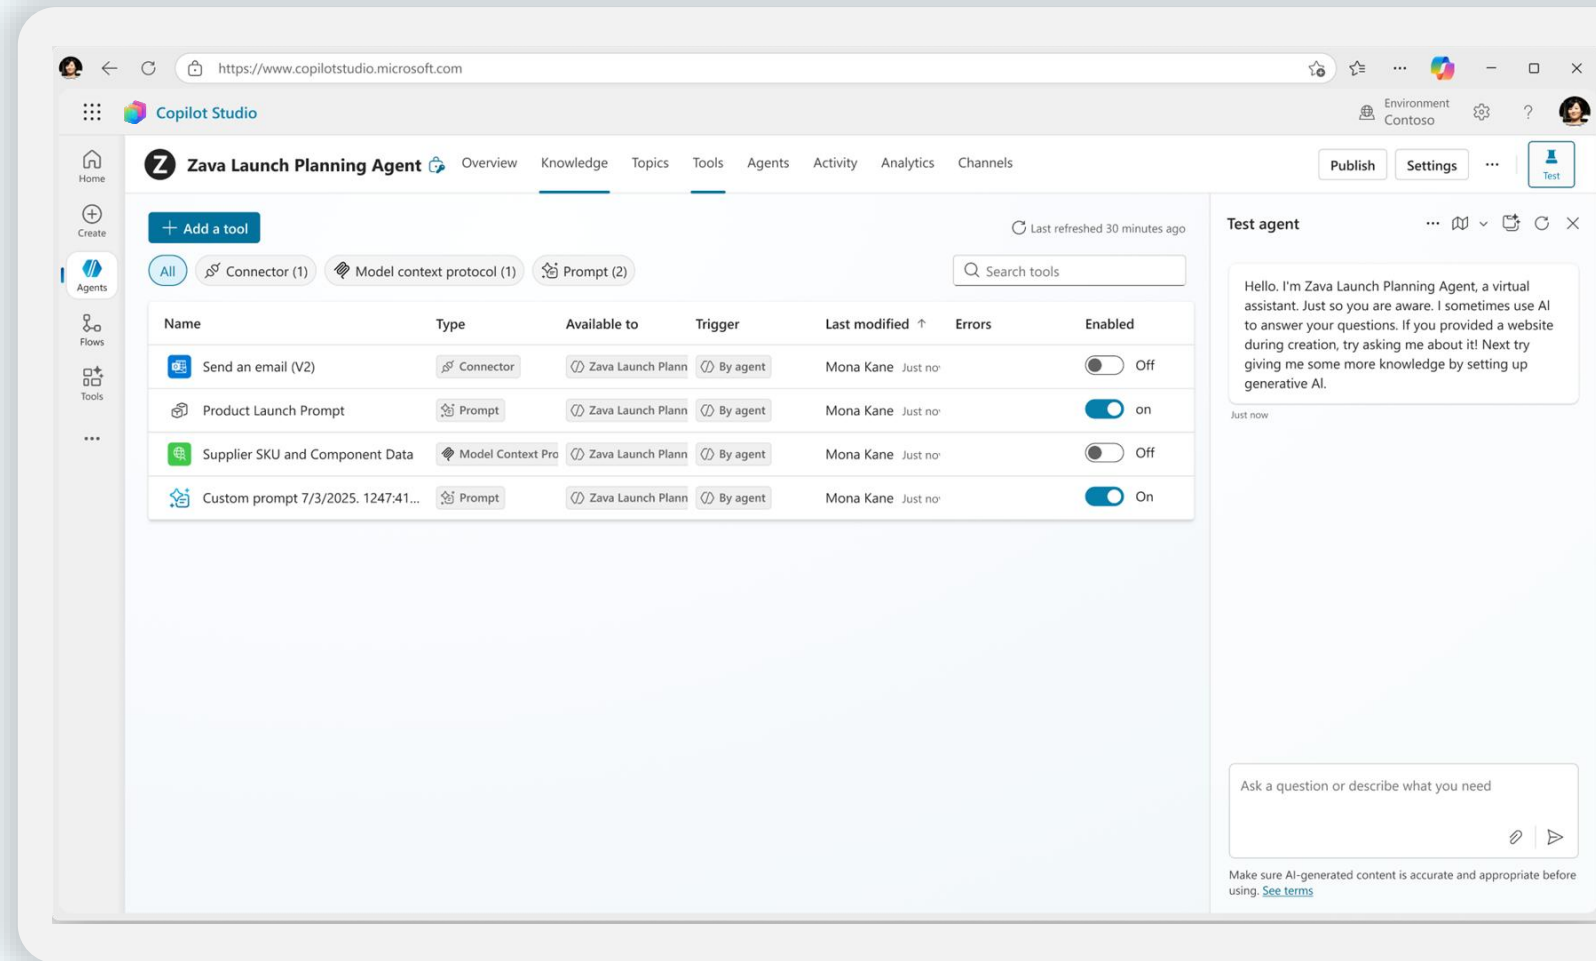 https://www.copilotstudio.microsoft.com
Copilot Studio
Environment
Contoso
Home
Create
Agents
Flows
Tools
Zava Launch Planning Agent
Overview Knowledge Topics Tools Agents Activity Analytics Channels
Publish Settings
Test
+ Add a tool
Last refreshed 30 minutes ago
All Connector (1) Model context protocol (1) Prompt (2)
Search tools
Name Type Available to Trigger Last modified ↑ Errors Enabled
Send an email (V2) Connector Zava Launch Plann By agent Mona Kane Just no Off
Product Launch Prompt Prompt Zava Launch Plann By agent Mona Kane Just no on
Supplier SKU and Component Data Model Context Pro Zava Launch Plann By agent Mona Kane Just no Off
Custom prompt 7/3/2025. 1247:41... Prompt Zava Launch Plann By agent Mona Kane Just no On
Test agent
Hello. I'm Zava Launch Planning Agent, a virtual
assistant. Just so you are aware. I sometimes use AI
to answer your questions. If you provided a website
during creation, try asking me about it! Next try
giving me some more knowledge by setting up
generative AI.
Just now
Ask a question or describe what you need
Make sure AI-generated content is accurate and appropriate before
using. See terms